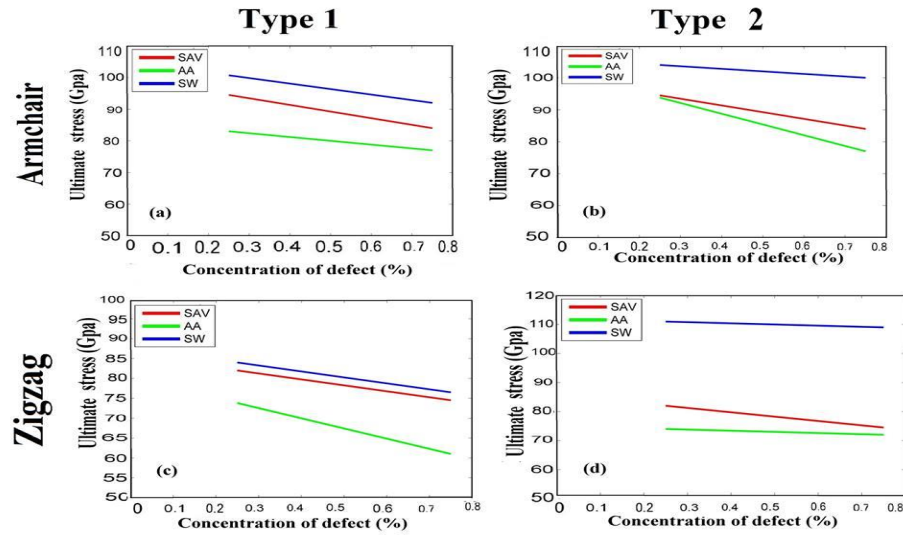 Type 1
Type 2
Armchair
Ultimate stress (Gpa)
110
100
90
80
70
60
50
SAV
AA
SW
(a)
0 0.1 0.2 0.3 0.4 0.5 0.6 0.7 0.8
Concentration of defect (%)
Ultimate stress (Gpa)
110
100
90
80
70
60
50
SAV
AA
SW
(b)
0 0.1 0.2 0.3 0.4 0.5 0.6 0.7 0.8
Concentration of defect (%)
Zigzag
Ultimate stress (Gpa)
100
95
90
85
80
75
70
65
60
55
50
SAV
AA
SW
(c)
0 0.1 0.2 0.3 0.4 0.5 0.6 0.7 0.8
Concentration of defect (%)
Ultimate stress (Gpa)
120
110
100
90
80
70
60
50
SAV
AA
SW
(d)
0 0.1 0.2 0.3 0.4 0.5 0.6 0.7 0.8
Concentration of defect (%)